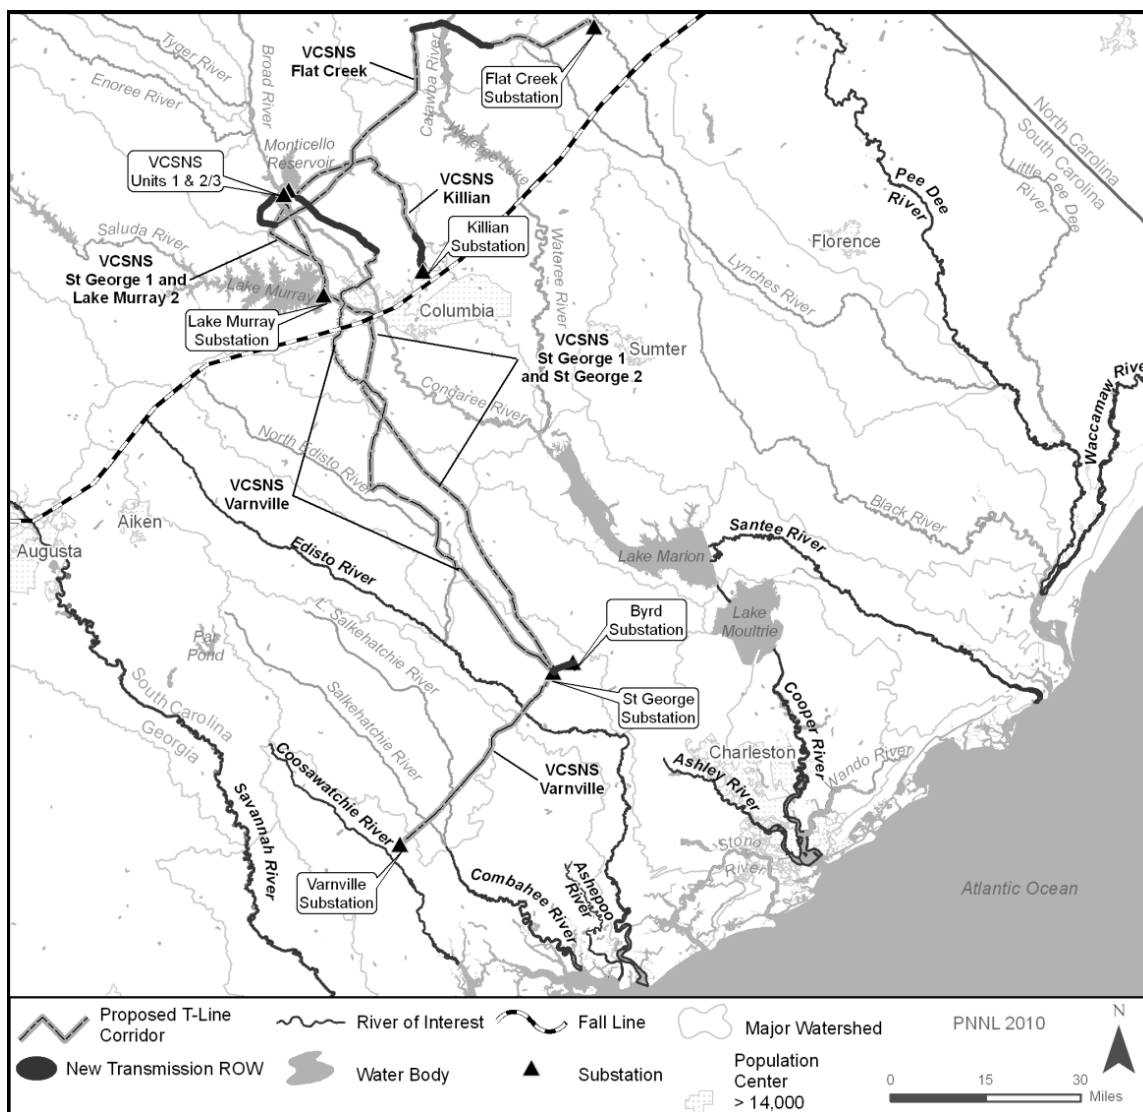 VCSNS
Flat Creek
Tyger River
Enoree River
Broad River
Catawba River
Flat Creek
Substation
North Carolina
South Carolina
Monticello
Reservoir
Wateree Lake
VCSNS
Units 1 & 2/3
VCSNS
Killian
Pee Dee
River
Little Pee Dee
River
Saluda River
Killian
Substation
Wateree River
Florence
VCSNS
St George 1 and
Lake Murray 2
Lake Murray
Lynches River
Lake Murray
Substation
Columbia
VCSNS
St George 1
and St George 2
Sumter
Congaree River
Waccamaw River
North Edisto River
VCSNS
Varnville
Black River
Aiken
Augusta
Edisto River
Santee River
Lake Marion
Lake
Moultrie
L. Salkehatchie River
Byrd
Substation
Par
Pond
Salkehatchie River
St George
Substation
South Carolina
Georgia
Cooper River
Charleston
Wando River
Coosawatchie River
VCSNS
Varnville
Ashley River
Savannah River
Stono
River
Varnville
Substation
Combahee River
Ashepoo
River
Atlantic Ocean
Proposed T-Line
Corridor
River of Interest
Fall Line
Major Watershed
PNNL 2010
N
New Transmission ROW
Water Body
Substation
Population
Center
> 14,000
0 15 30
Miles